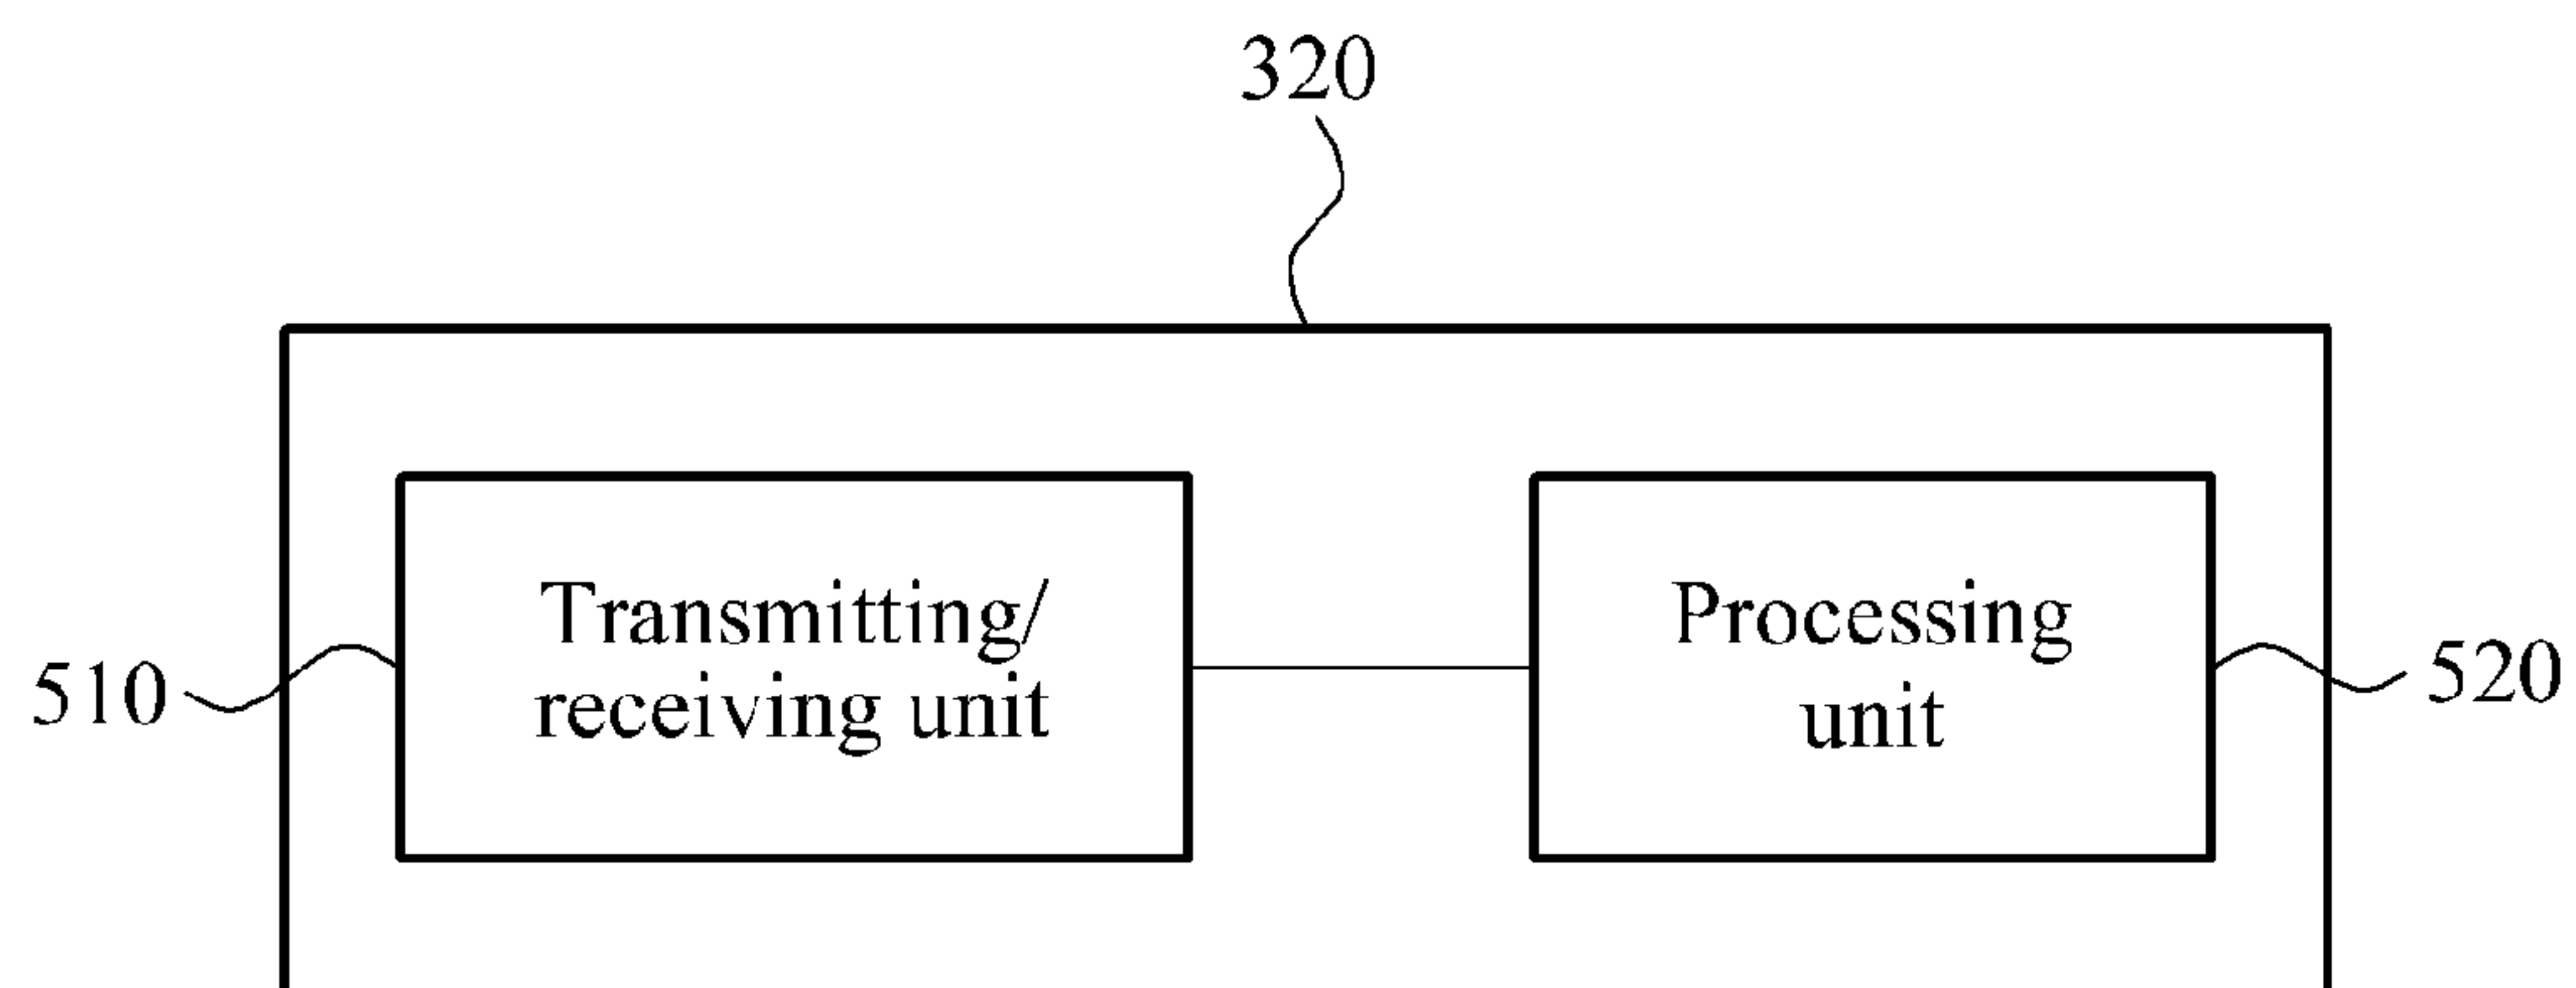 320
Transmitting/
receiving unit
Processing
unit
510
520